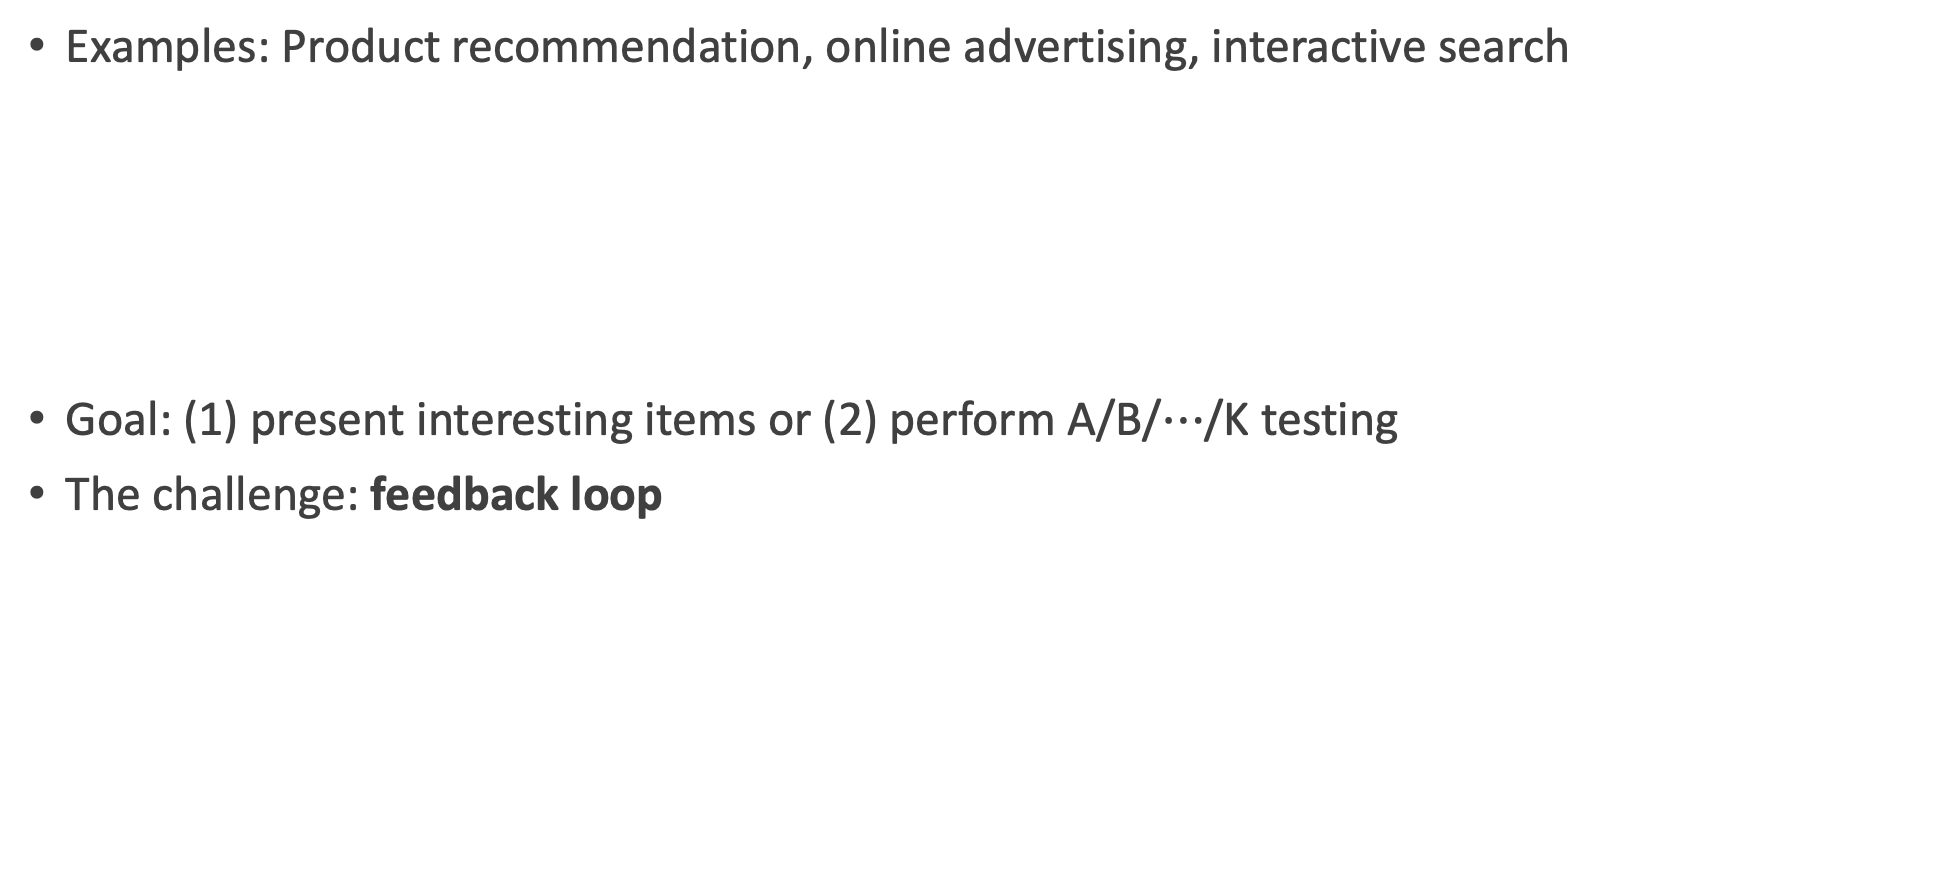 • Examples: Product recommendation, online advertising, interactive search
• Goal: (1) present interesting items or (2) perform A/B/⋯/K testing
• The challenge: feedback loop